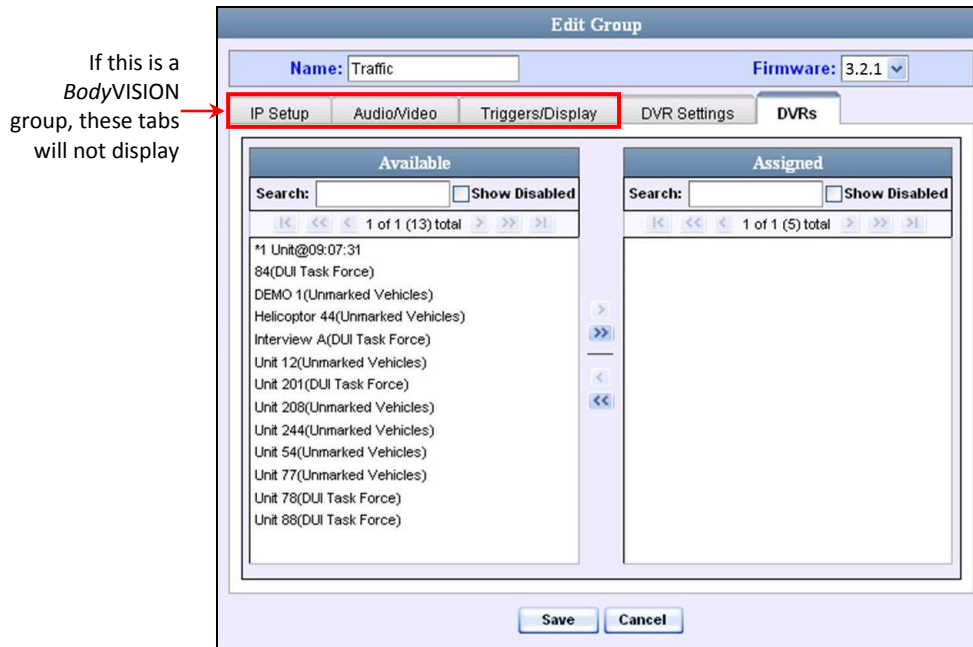 Edit Group
If this is a
BodyVISION
group, these tabs
will not display
Name: Traffic
Firmware: 3.2.1
IP Setup
Audio/Video
Triggers/Display
DVR Settings
DVRs
Available
Search:
Show Disabled
|< << < 1 of 1 (13) total > >> >|
*1 Unit@09:07:31
84(DUI Task Force)
DEMO 1(Unmarked Vehicles)
Helicoptor 44(Unmarked Vehicles)
Interview A(DUI Task Force)
Unit 12(Unmarked Vehicles)
Unit 201(DUI Task Force)
Unit 208(Unmarked Vehicles)
Unit 244(Unmarked Vehicles)
Unit 54(Unmarked Vehicles)
Unit 77(Unmarked Vehicles)
Unit 78(DUI Task Force)
Unit 88(DUI Task Force)
>
>>
<
<<
Assigned
Search:
Show Disabled
|< << < 1 of 1 (5) total > >> >|
Save
Cancel